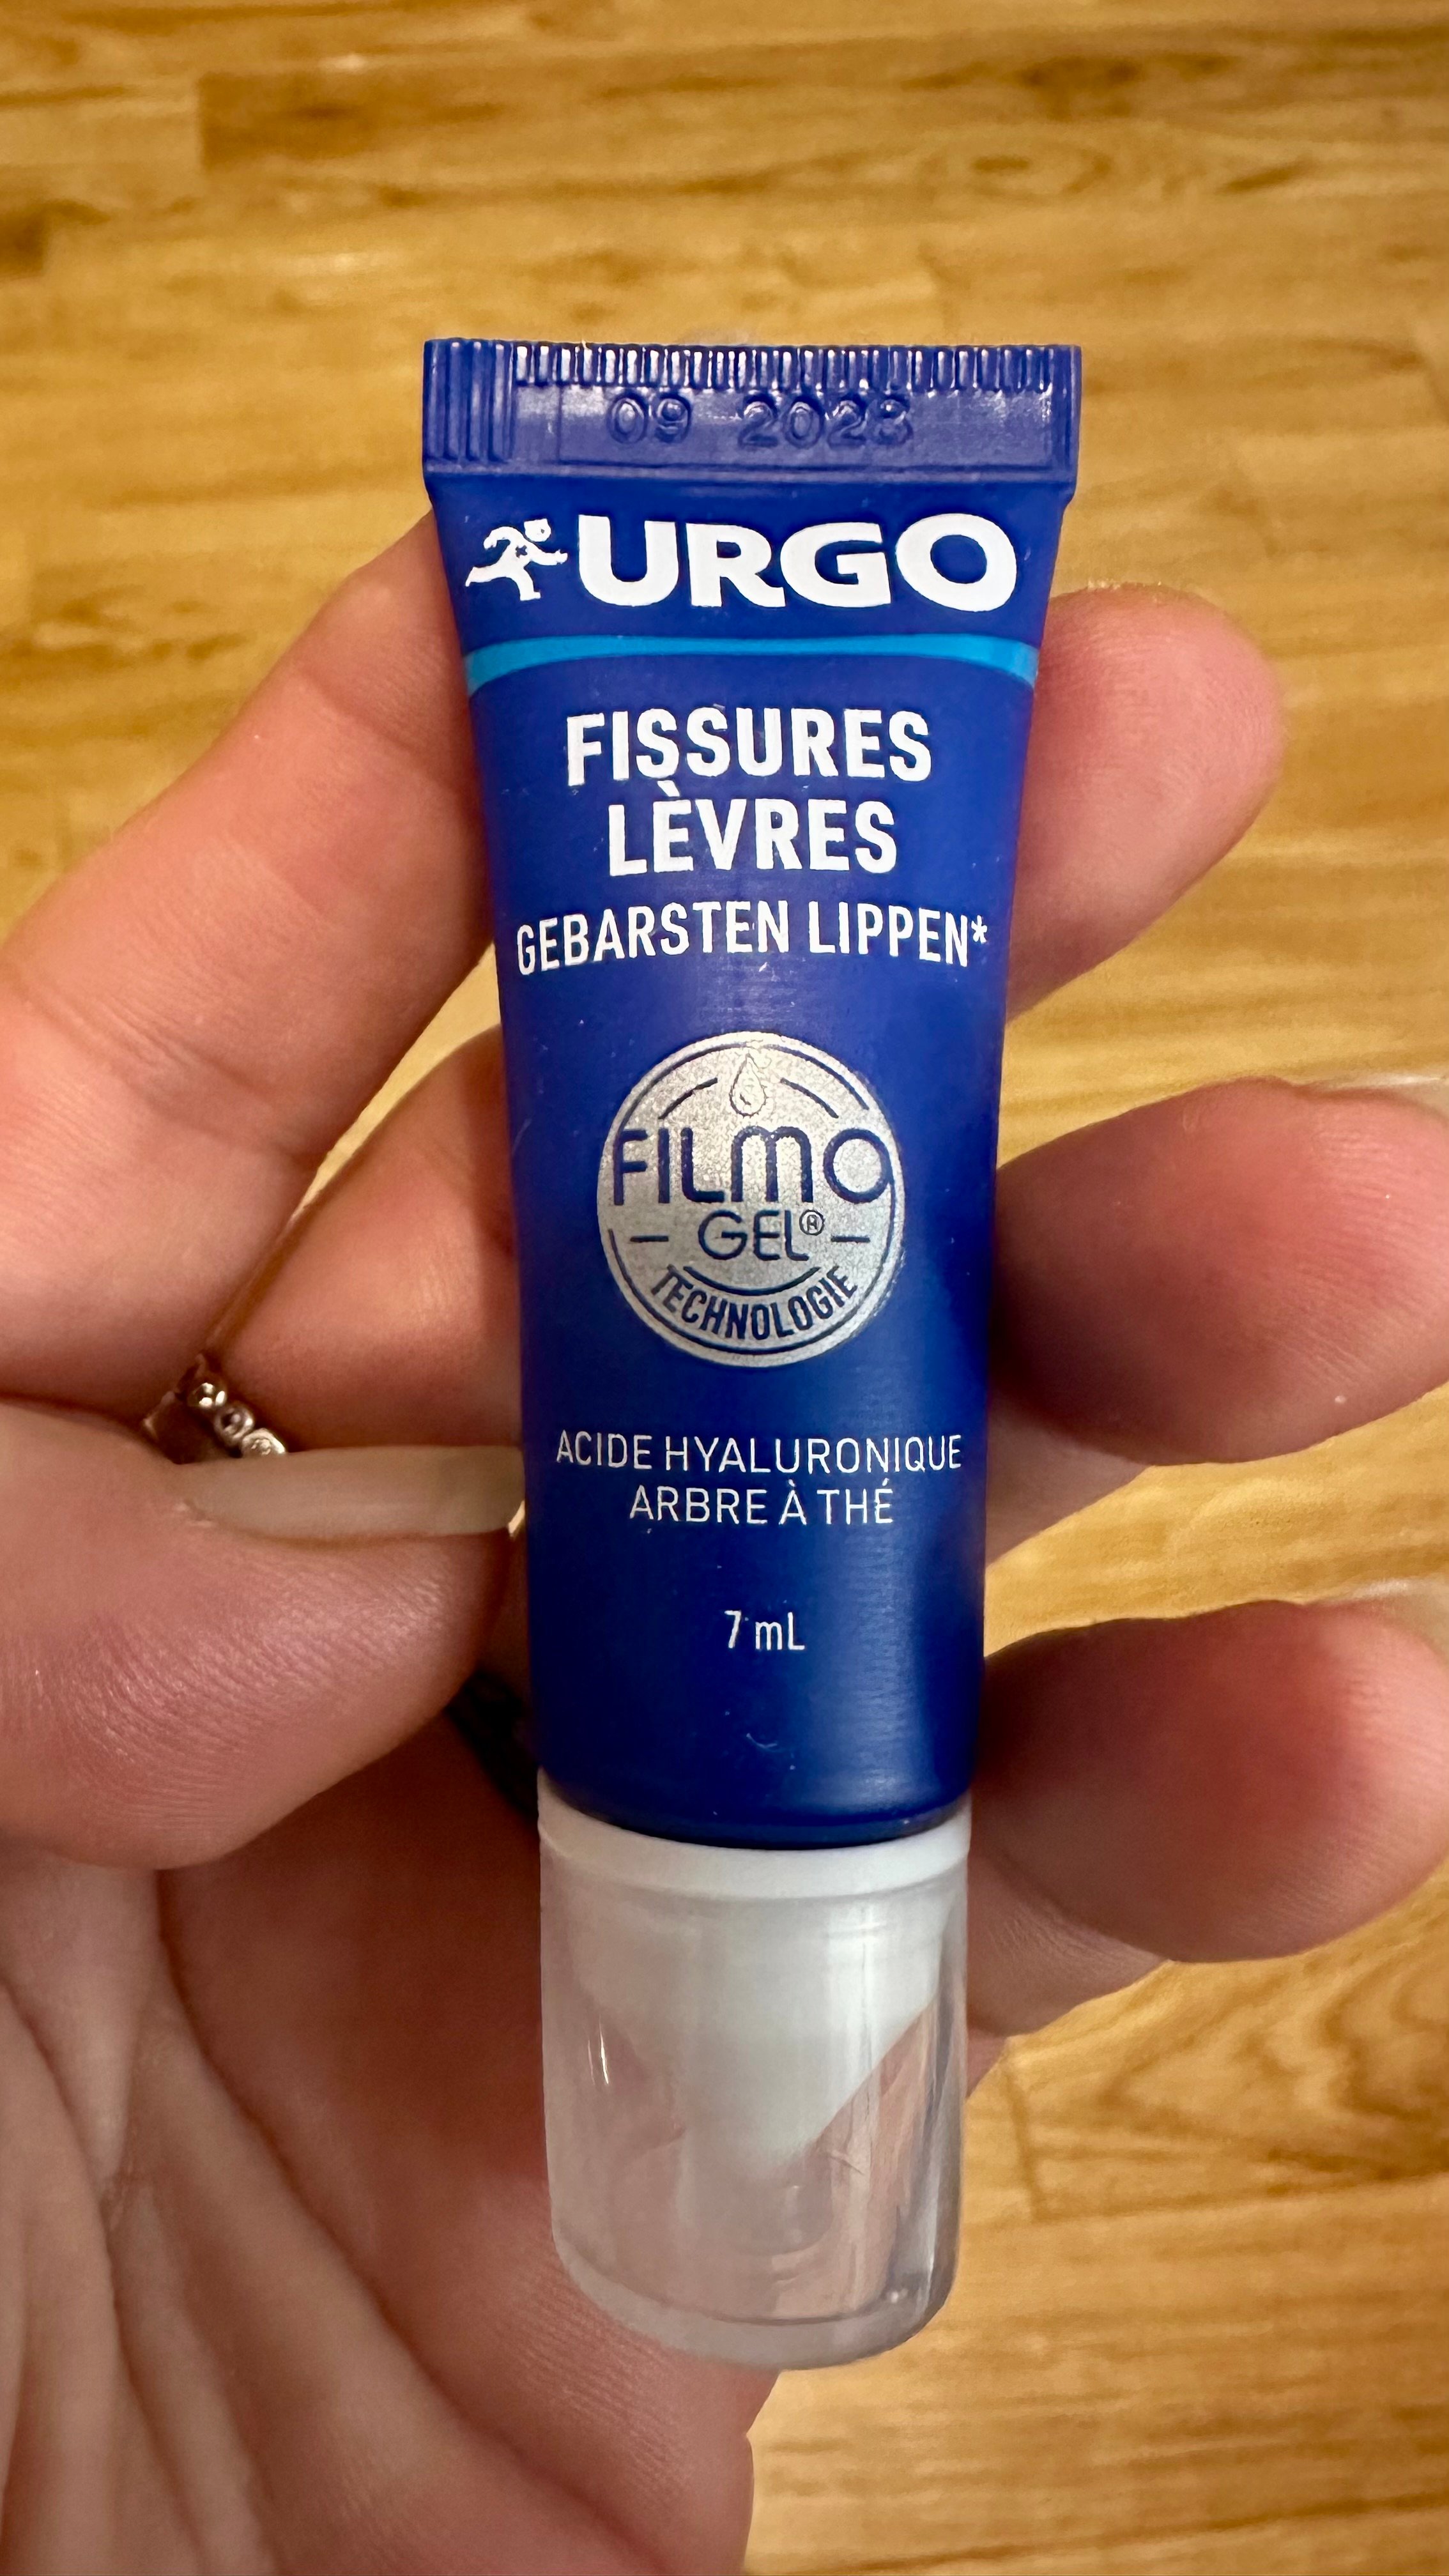 09 2023
URGO
FISSURES
LÈVRES
GEBARSTEN LIPPEN*
FILMO
GEL®
TECHNOLOGIE
ACIDE HYALURONIQUE
ARBRE À THÉ
7 mL